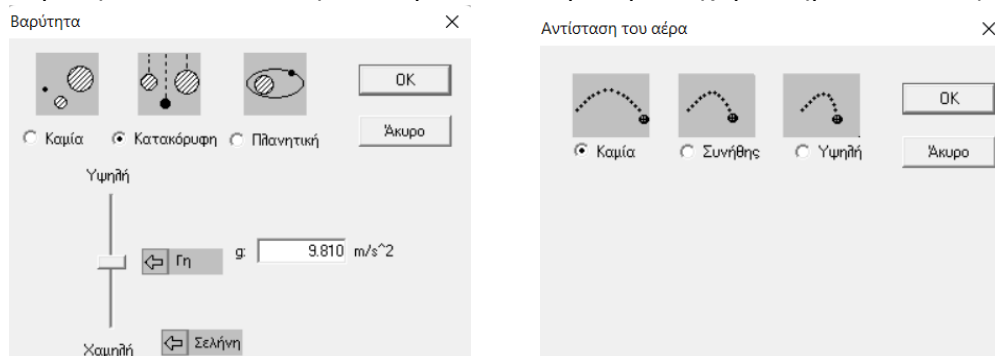 Βαρύτητα
OK
Καμία Κατακόρυφη Πλανητική
Άκυρο
Υψηλή
Γη
g: 9.810 m/s^2
Σελήνη
Χαμηλή
Αντίσταση του αέρα
OK
Καμία Συνήθης Υψηλή
Άκυρο